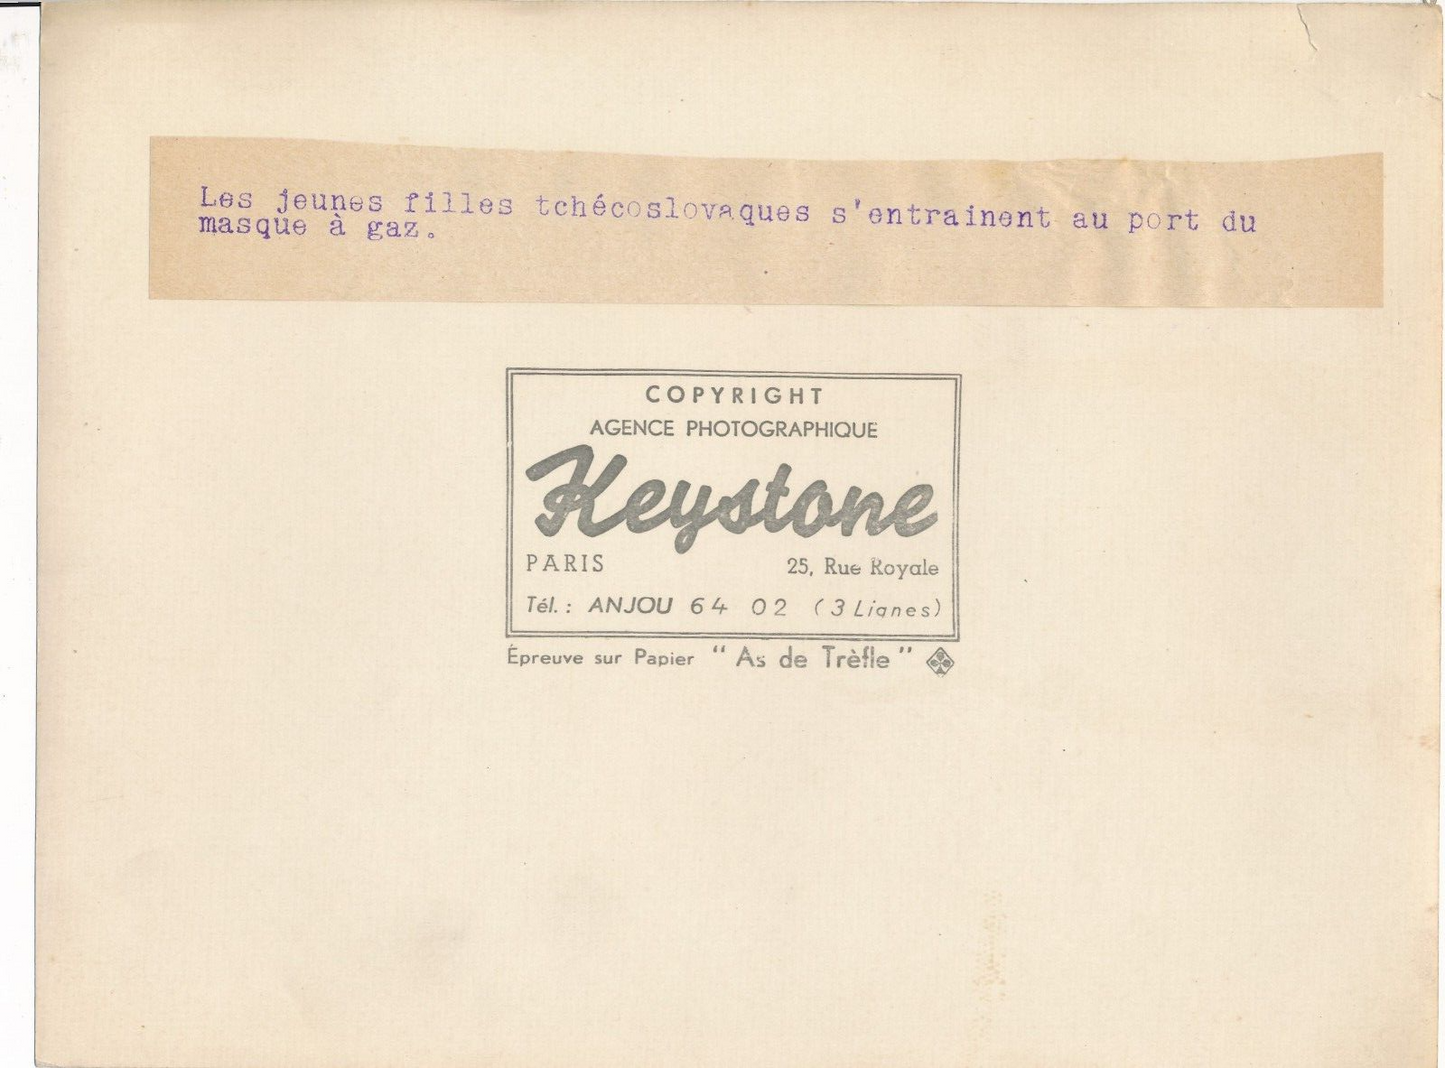 Les jeunes filles tchécoslovaques s'entrainent au port du
masque à gaz.
COPYRIGHT
AGENCE PHOTOGRAPHIQUE
Keystone
PARIS 25, Rue Royale
Tél. : ANJOU 64 02 (3 Lignes)
Épreuve sur Papier “ As de Trèfle ”